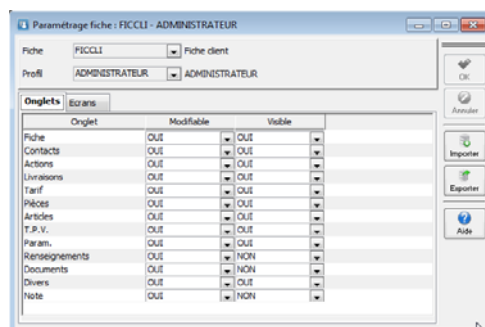 Paramétrage fiche : FICCLI - ADMINISTRATEUR
Fiche FICCLI Fiche client
Profil ADMINISTRATEUR ADMINISTRATEUR
OK
Annuler
Importer
Exporter
Aide
Onglets Ecrans
Onglet Modifiable Visible
Fiche OUI OUI
Contacts OUI OUI
Actions OUI OUI
Livraisons OUI OUI
Tarif OUI OUI
Pièces OUI OUI
Articles OUI OUI
T.P.V. OUI OUI
Param. OUI OUI
Renseignements OUI NON
Documents OUI NON
Divers OUI OUI
Note OUI NON